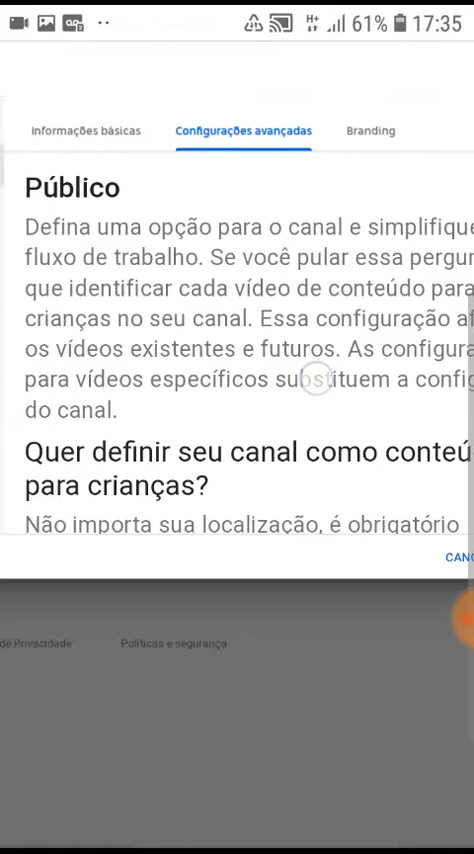 61% 17:35
Informações básicas Configurações avançadas Branding
Público
Defina uma opção para o canal e simplifique
fluxo de trabalho. Se você pular essa pergun
que identificar cada vídeo de conteúdo para
crianças no seu canal. Essa configuração af
os vídeos existentes e futuros. As configura
para vídeos específicos substituem a config
do canal.
Quer definir seu canal como conteú
para crianças?
Não importa sua localização, é obrigatório
CANC
de Privacidade Políticas e segurança